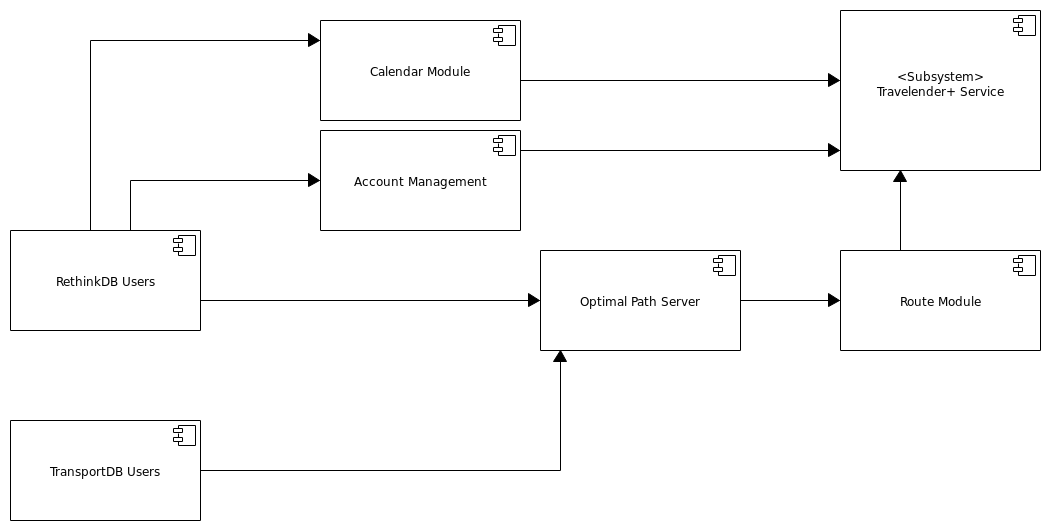 Calendar Module
<Subsystem>
Travelender+ Service
Account Management
RethinkDB Users
Optimal Path Server
Route Module
TransportDB Users